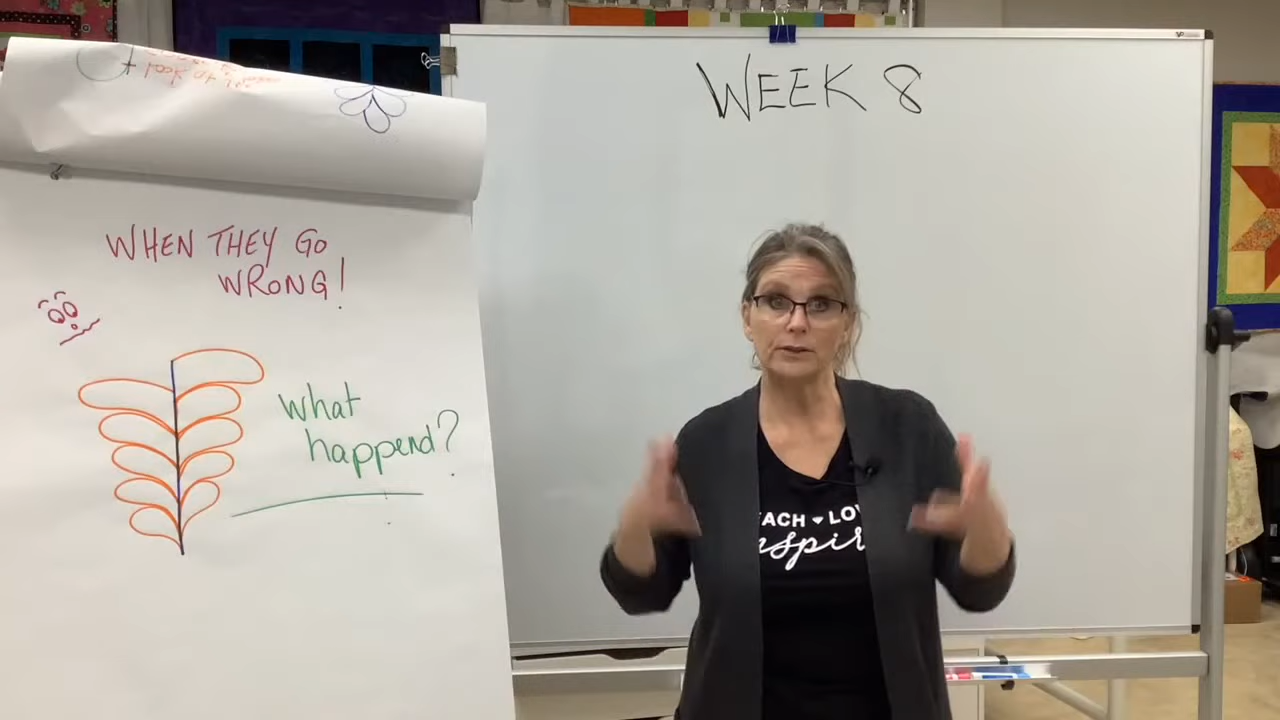 WEEK 8
WHEN THEY GO
WRONG!
What
happend?
EACH ♥ LOV
nspir